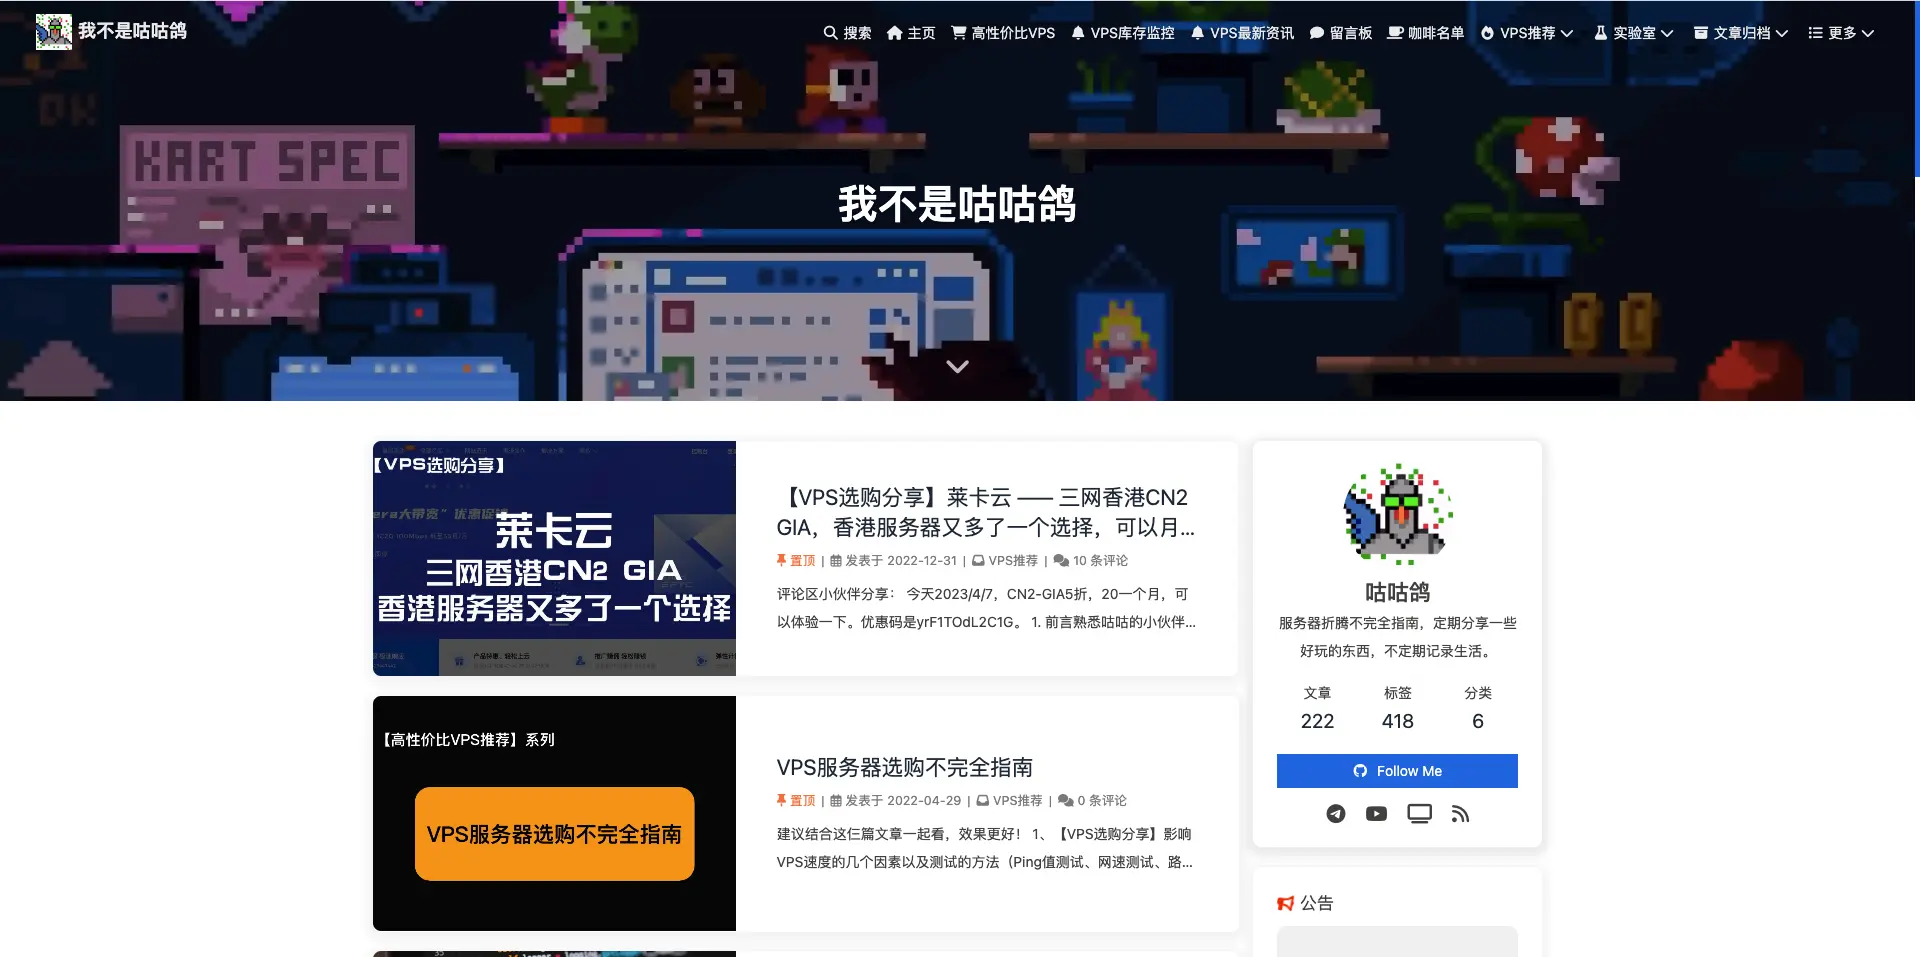 我不是咕咕鸽
搜索 主页 高性价比VPS VPS库存监控 VPS最新资讯 留言板 咖啡名单 VPS推荐 实验室 文章归档 更多
KART SPEC
我不是咕咕鸽
【VPS选购分享】
莱卡云
三网香港CN2 GIA
香港服务器又多了一个选择
【VPS选购分享】莱卡云 —— 三网香港CN2
GIA，香港服务器又多了一个选择，可以月...
置顶 | 发表于 2022-12-31 | VPS推荐 | 10 条评论
评论区小伙伴分享： 今天2023/4/7，CN2-GIA5折，20一个月，可
以体验一下。优惠码是yrF1TOdL2C1G。 1. 前言熟悉咕咕的小伙伴...
【高性价比VPS推荐】系列
VPS服务器选购不完全指南
VPS服务器选购不完全指南
置顶 | 发表于 2022-04-29 | VPS推荐 | 0 条评论
建议结合这仨篇文章一起看，效果更好！ 1、【VPS选购分享】影响
VPS速度的几个因素以及测试的方法（Ping值测试、网速测试、路...
咕咕鸽
服务器折腾不完全指南，定期分享一些
好玩的东西，不定期记录生活。
文章 标签 分类
222 418 6
Follow Me
公告